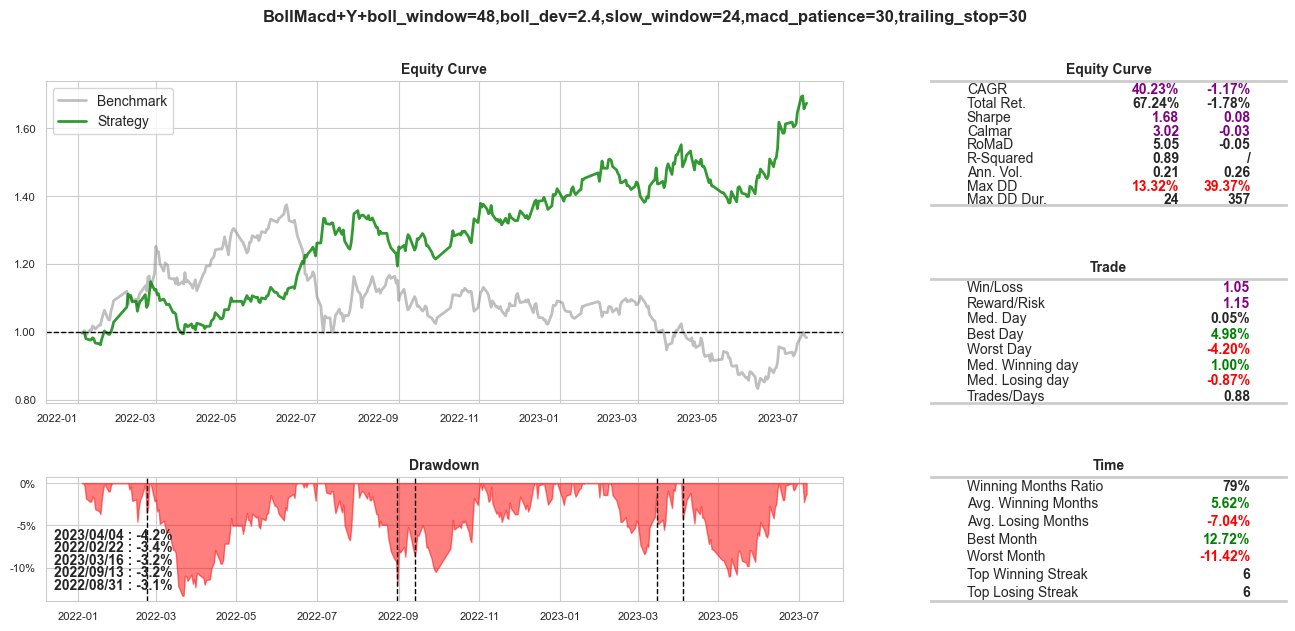 BollMacd+Y+boll_window=48,boll_dev=2.4,slow_window=24,macd_patience=30,trailing_stop=30
Equity Curve
Benchmark
Strategy
1.60
1.40
1.20
1.00
0.80
2022-01 2022-03 2022-05 2022-07 2022-09 2022-11 2023-01 2023-03 2023-05 2023-07
Equity Curve
CAGR 40.23% -1.17%
Total Ret. 67.24% -1.78%
Sharpe 1.68 0.08
Calmar 3.02 -0.03
RoMaD 5.05 -0.05
R-Squared 0.89 /
Ann. Vol. 0.21 0.26
Max DD 13.32% 39.37%
Max DD Dur. 24 357
Trade
Win/Loss 1.05
Reward/Risk 1.15
Med. Day 0.05%
Best Day 4.98%
Worst Day -4.20%
Med. Winning day 1.00%
Med. Losing day -0.87%
Trades/Days 0.88
Drawdown
0%
-5%
-10%
2023/04/04 : -4.2%
2022/02/22 : -3.4%
2023/03/16 : -3.2%
2022/09/13 : -3.2%
2022/08/31 : -3.1%
2022-01 2022-03 2022-05 2022-07 2022-09 2022-11 2023-01 2023-03 2023-05 2023-07
Time
Winning Months Ratio 79%
Avg. Winning Months 5.62%
Avg. Losing Months -7.04%
Best Month 12.72%
Worst Month -11.42%
Top Winning Streak 6
Top Losing Streak 6